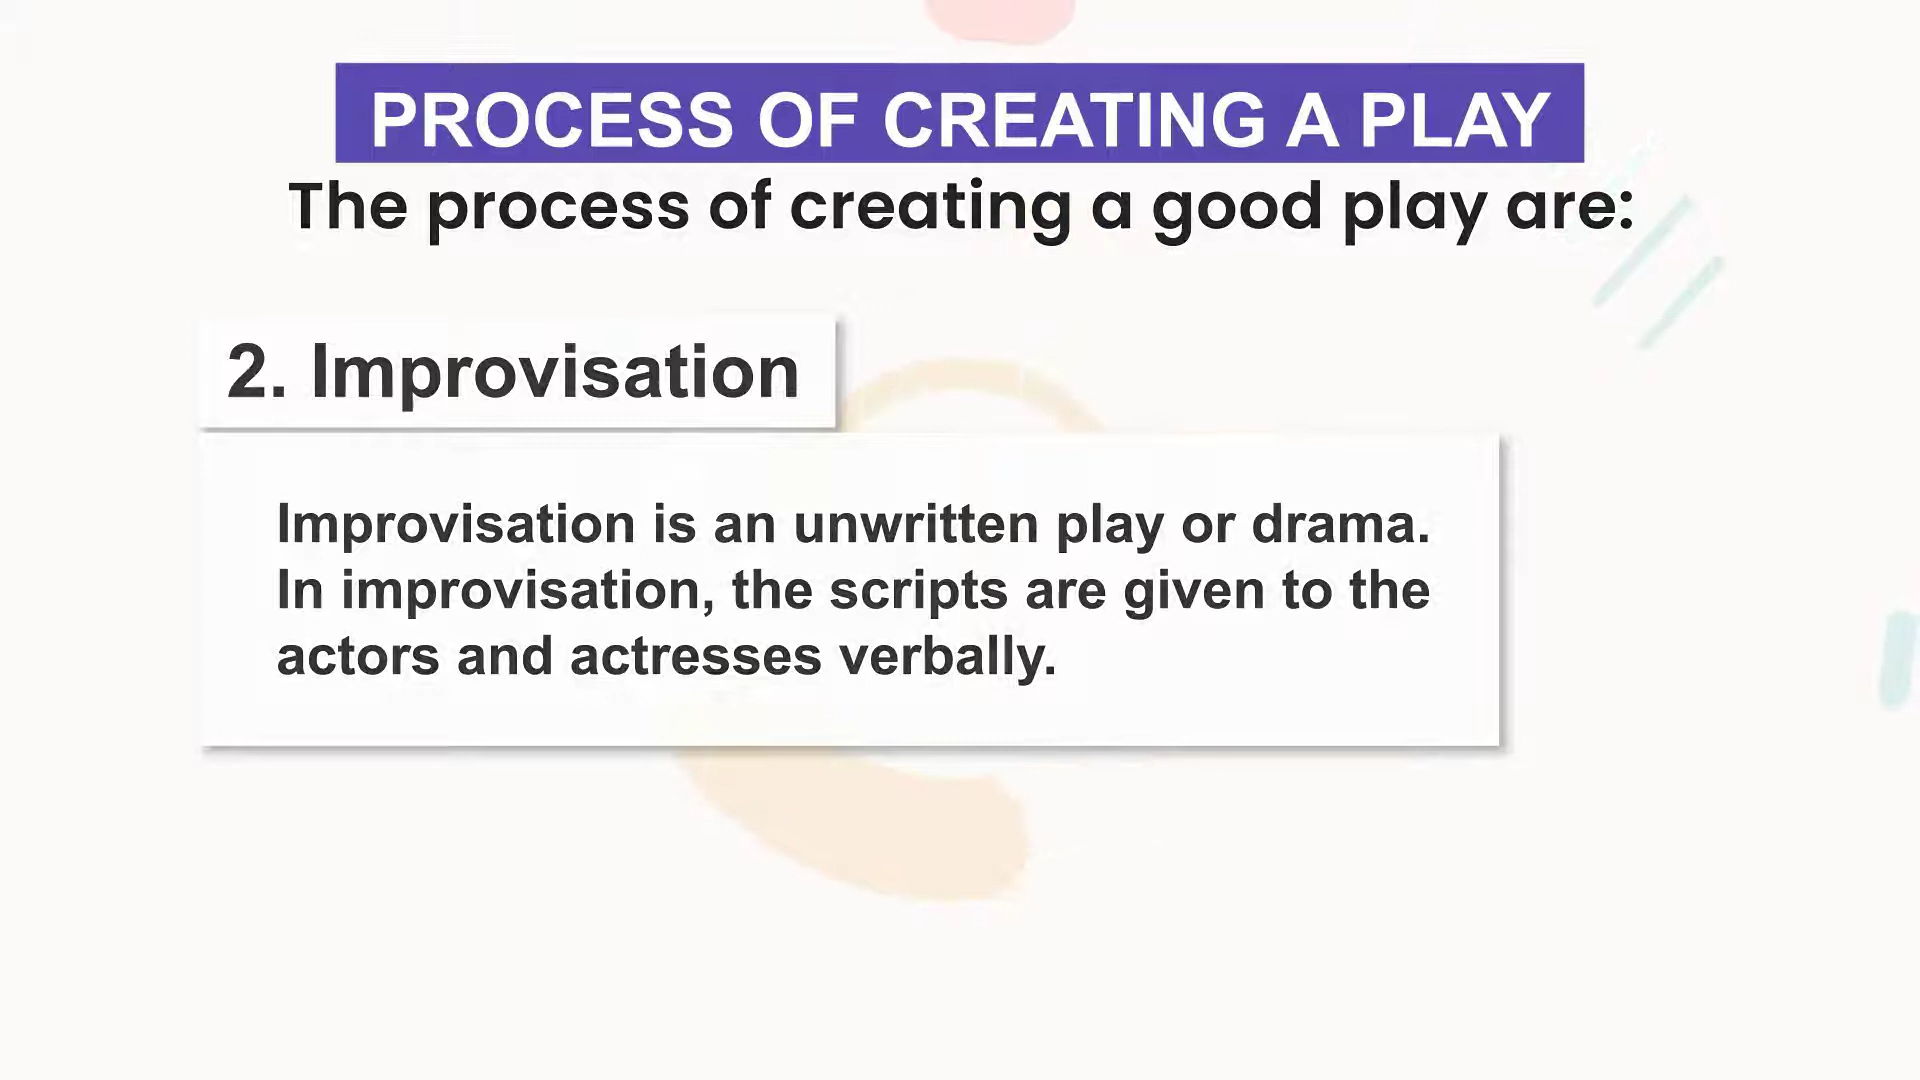 PROCESS OF CREATING A PLAY
The process of creating a good play are:
2. Improvisation
Improvisation is an unwritten play or drama.
In improvisation, the scripts are given to the
actors and actresses verbally.